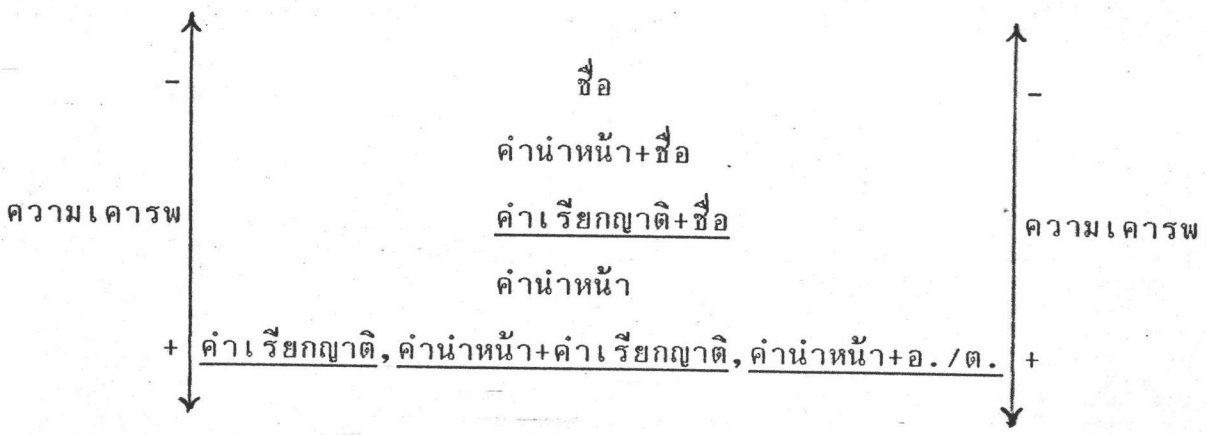 -
ชื่อ
-
คำนำหน้า+ชื่อ
ความเคารพ
คำเรียกญาติ+ชื่อ
ความเคารพ
คำนำหน้า
+ คำเรียกญาติ,คำนำหน้า+คำเรียกญาติ,คำนำหน้า+อ./ต. +